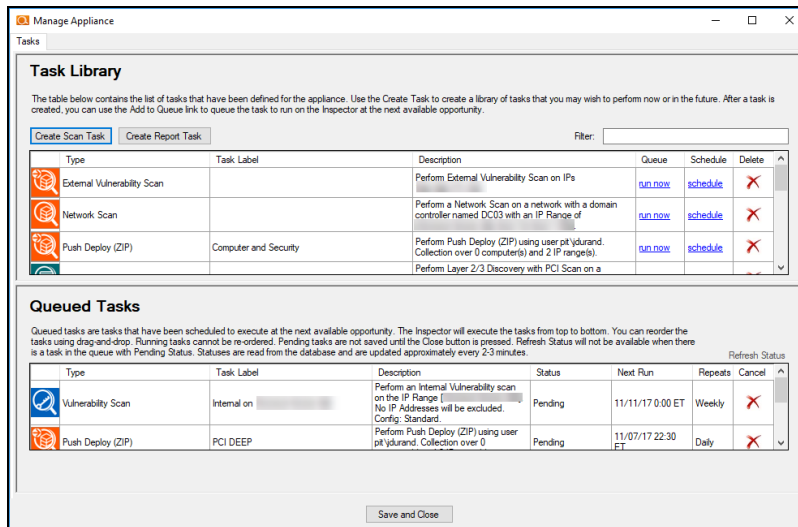 Manage Appliance
Tasks
Task Library
The table below contains the list of tasks that have been defined for the appliance. Use the Create Task to create a library of tasks that you may wish to perform now or in the future. After a task is
created, you can use the Add to Queue link to queue the task to run on the Inspector at the next available opportunity.
Create Scan Task Create Report Task Filter:
Type Task Label Description Queue Schedule Delete
External Vulnerability Scan Perform External Vulnerability Scan on IPs run now schedule
Network Scan Perform a Network Scan on a network with a domain run now schedule
controller named DC03 with an IP Range of
Push Deploy (ZIP) Computer and Security Perform Push Deploy (ZIP) using user pit\jdurand. run now schedule
Collection over 0 computer(s) and 2 IP range(s).
Perform Layer 2/3 Discovery with PCI Scan on a
Queued Tasks
Queued tasks are tasks that have been scheduled to execute at the next available opportunity. The Inspector will execute the tasks from top to bottom. You can reorder the
tasks using drag-and-drop. Running tasks cannot be re-ordered. Pending tasks are not saved until the Close button is pressed. Refresh Status will not be available when there
is a task in the queue with Pending Status. Statuses are read from the database and are updated approximately every 2-3 minutes.
Refresh Status
Type Task Label Description Status Next Run Repeats Cancel
Vulnerability Scan Internal on Perform an Internal Vulnerability scan Pending 11/11/17 0:00 ET Weekly
on the IP Range [
No IP Addresses will be excluded.
Config: Standard.
Push Deploy (ZIP) PCI DEEP Perform Push Deploy (ZIP) using user Pending 11/07/17 22:30 Daily
pit\jdurand. Collection over 0 ET
Save and Close